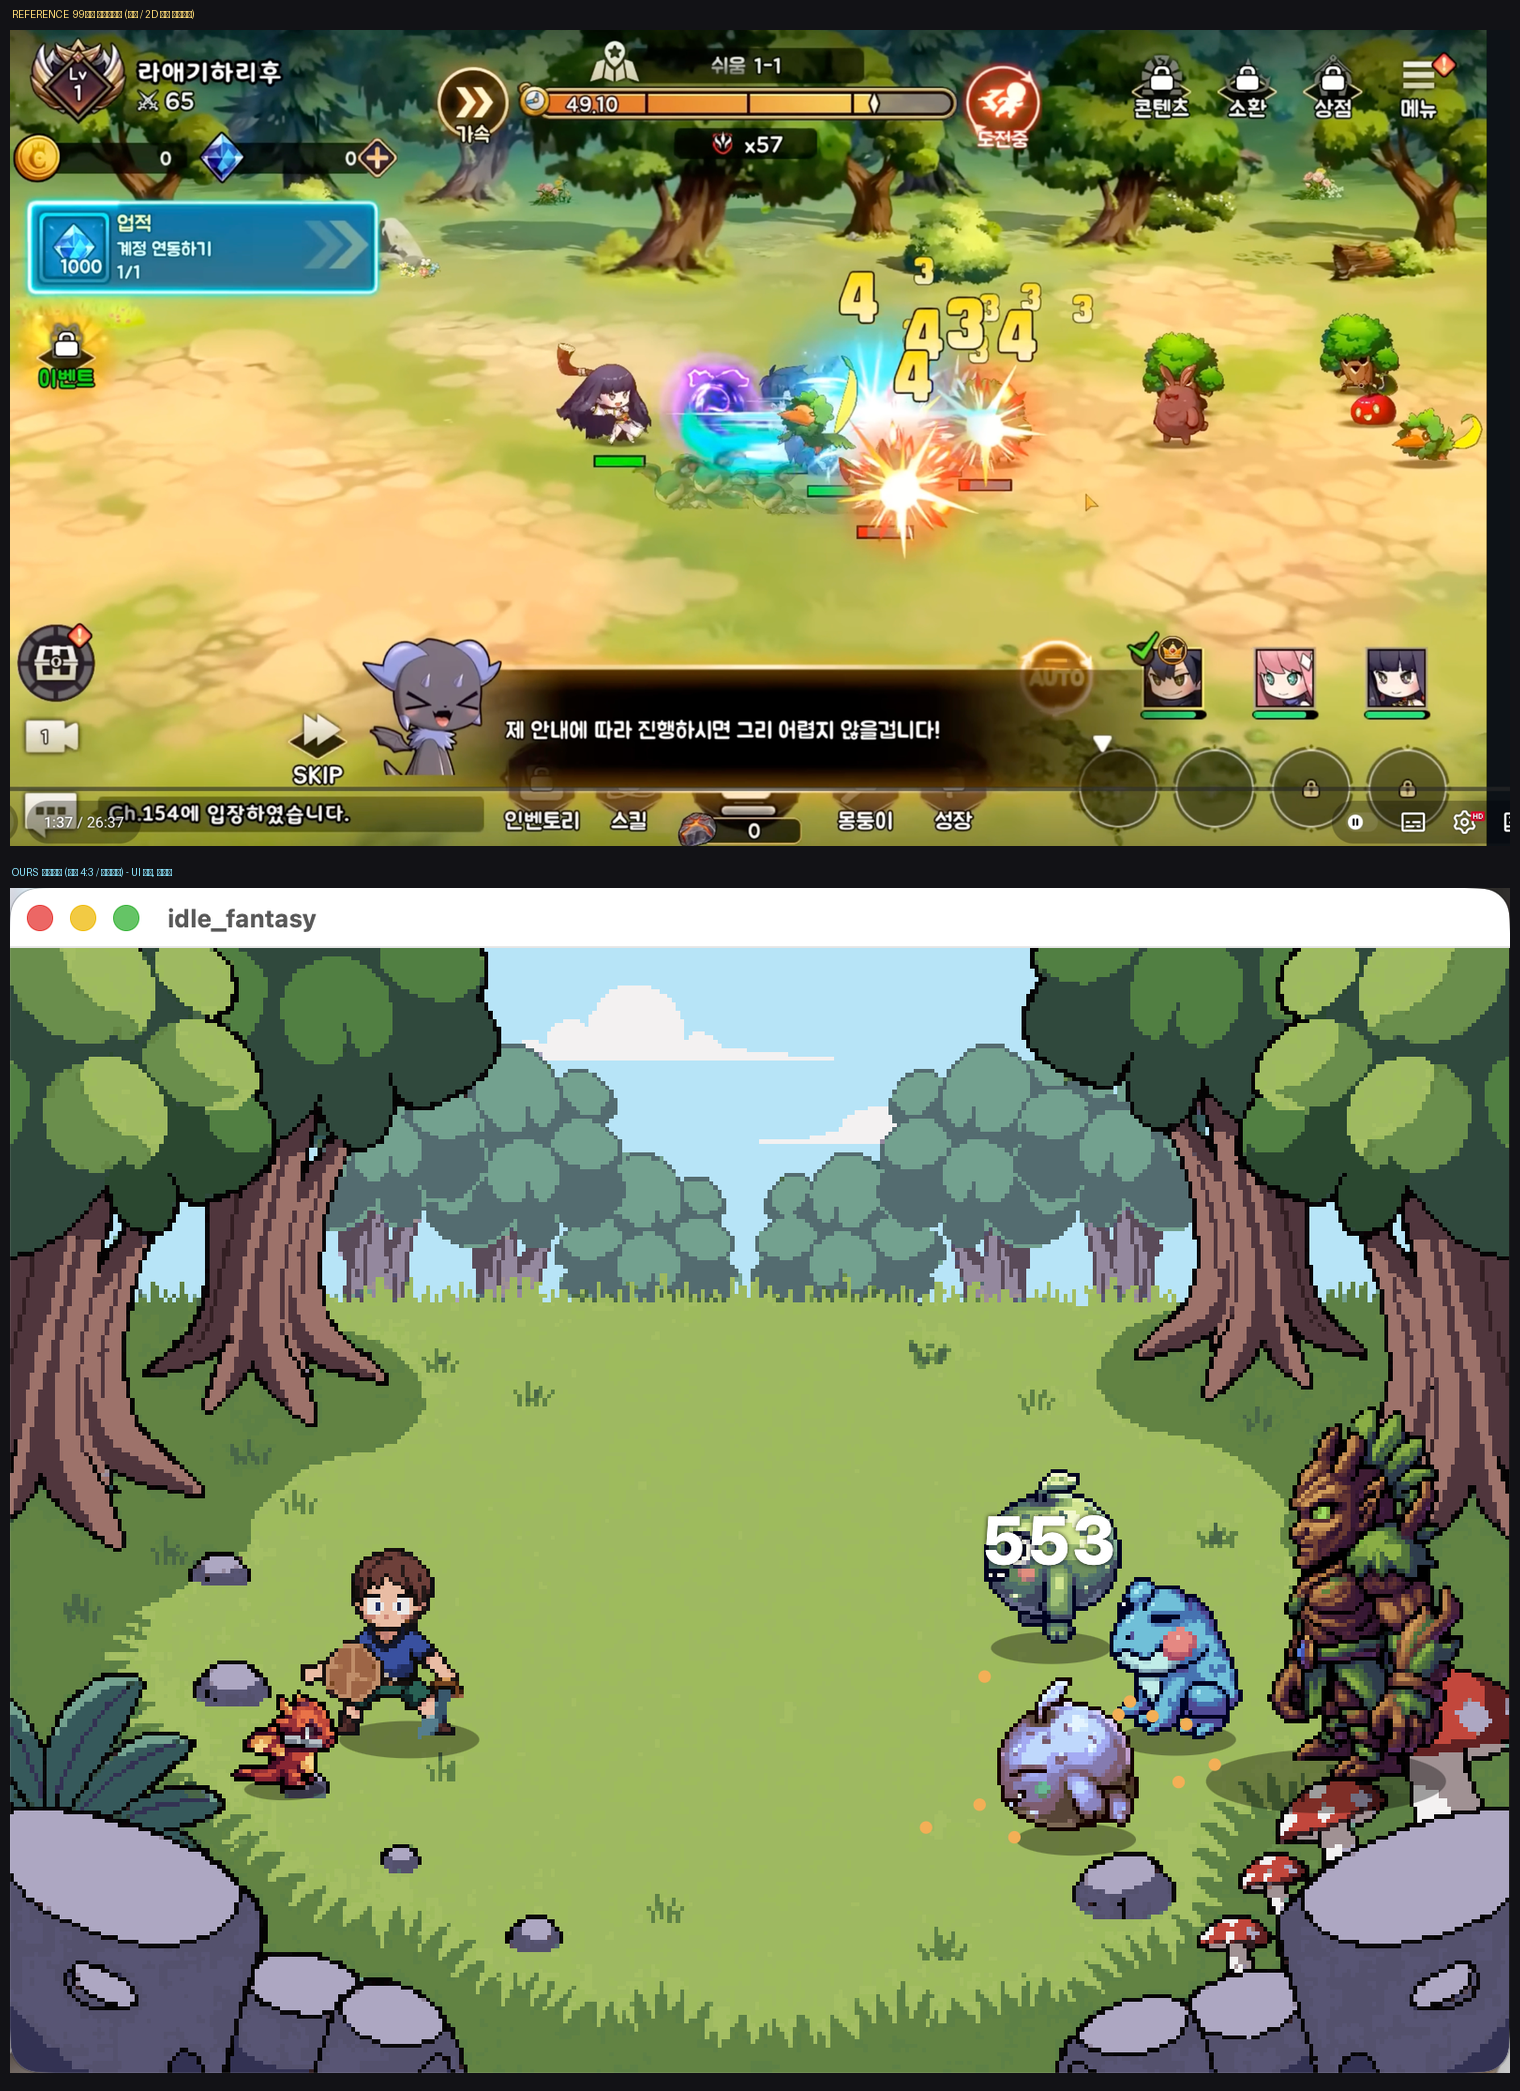 REFERENCE 99
라애기하리후
Lv
1
65
가속
쉬움 1-1
49.10
도전중
x57
콘텐츠
소환
상점
메뉴
0
0
업적
계정 연동하기
1/1
1000
이벤트
4
3
4
3
3
4
3
3
3
4
AUTO
제 안내에 따라 진행하시면 그리 어렵지 않을겁니다!
1
SKIP
Ch.154에 입장하였습니다.
1:37 / 26:37
인벤토리
스킬
0
몽둥이
성장
HD
OURS
idle_fantasy
553